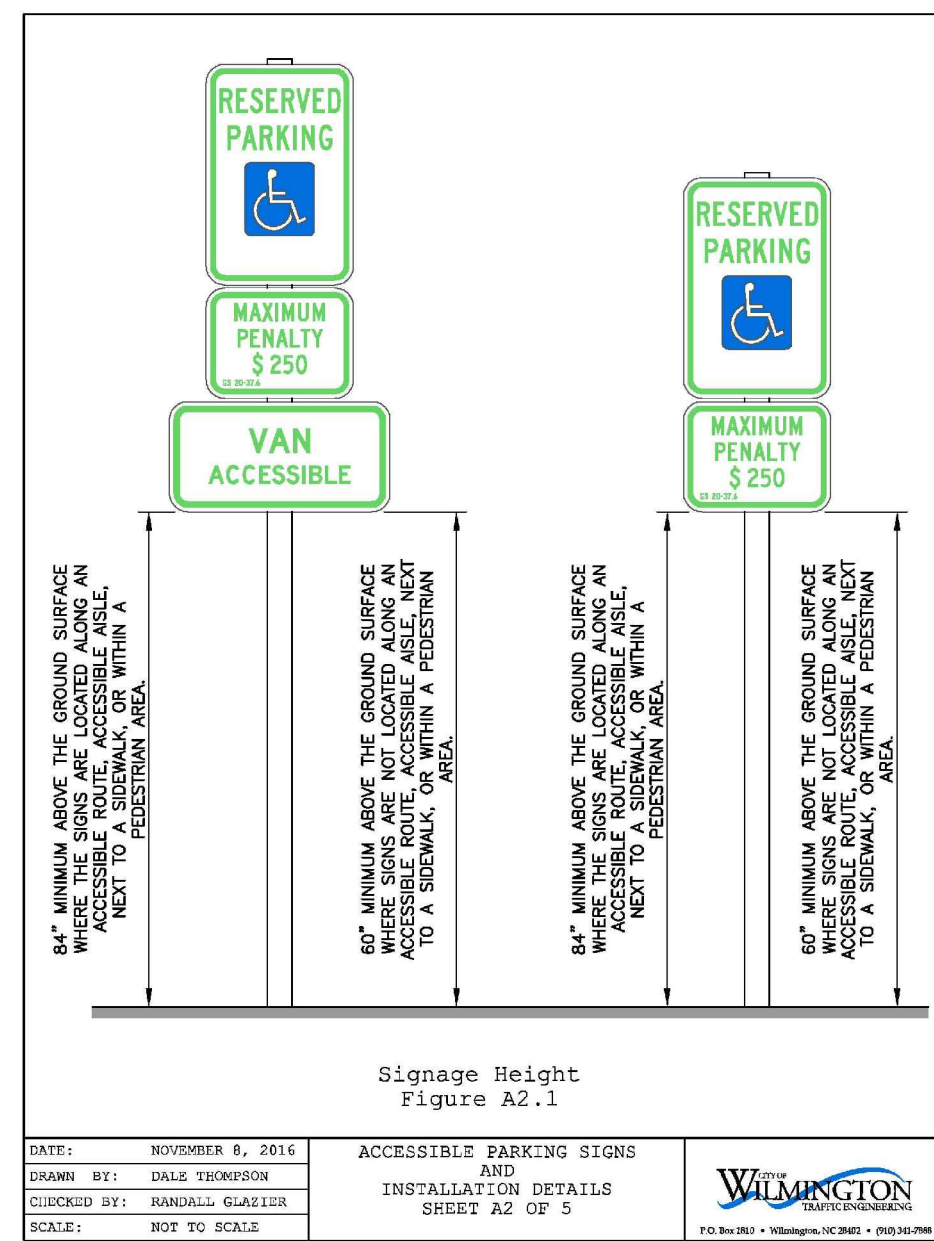 RESERVED
PARKING
MAXIMUM
PENALTY
$ 250
GS 20-37.6
VAN
ACCESSIBLE
RESERVED
PARKING
MAXIMUM
PENALTY
$ 250
GS 20-37.6
84" MINIMUM ABOVE THE GROUND SURFACE
WHERE THE SIGNS ARE LOCATED ALONG AN
ACCESSIBLE ROUTE, ACCESSIBLE AISLE,
NEXT TO A SIDEWALK, OR WITHIN A
PEDESTRIAN AREA.
60" MINIMUM ABOVE THE GROUND SURFACE
WHERE SIGNS ARE NOT LOCATED ALONG AN
ACCESSIBLE ROUTE, ACCESSIBLE AISLE, NEXT
TO A SIDEWALK, OR WITHIN A PEDESTRIAN
AREA.
84" MINIMUM ABOVE THE GROUND SURFACE
WHERE THE SIGNS ARE LOCATED ALONG AN
ACCESSIBLE ROUTE, ACCESSIBLE AISLE,
NEXT TO A SIDEWALK, OR WITHIN A
PEDESTRIAN AREA.
60" MINIMUM ABOVE THE GROUND SURFACE
WHERE SIGNS ARE NOT LOCATED ALONG AN
ACCESSIBLE ROUTE, ACCESSIBLE AISLE, NEXT
TO A SIDEWALK, OR WITHIN A PEDESTRIAN
AREA.
Signage Height
Figure A2.1
DATE: NOVEMBER 8, 2016
DRAWN BY: DALE THOMPSON
CHECKED BY: RANDALL GLAZIER
SCALE: NOT TO SCALE
ACCESSIBLE PARKING SIGNS
AND
INSTALLATION DETAILS
SHEET A2 OF 5
CITY OF
WILMINGTON
TRAFFIC ENGINEERING
P.O. Box 1810 • Wilmington, NC 28402 • (910) 341-7888